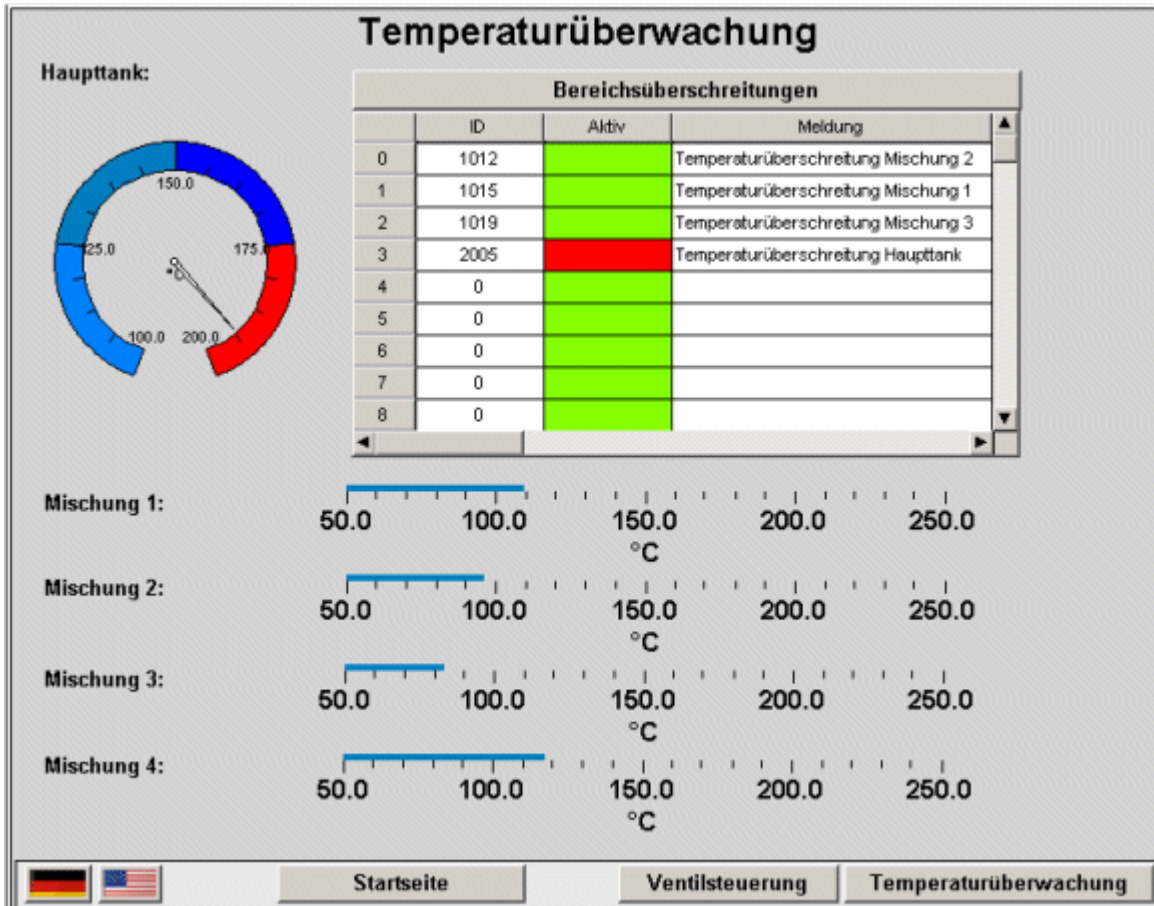 Temperaturüberwachung
Haupttank:
Bereichsüberschreitungen
ID Aktiv Meldung
0 1012 Temperaturüberschreitung Mischung 2
1 1015 Temperaturüberschreitung Mischung 1
2 1019 Temperaturüberschreitung Mischung 3
3 2005 Temperaturüberschreitung Haupttank
4 0
5 0
6 0
7 0
8 0
150.0
25.0 175.0
100.0 200.0
Mischung 1:
50.0 100.0 150.0 200.0 250.0
°C
Mischung 2:
50.0 100.0 150.0 200.0 250.0
°C
Mischung 3:
50.0 100.0 150.0 200.0 250.0
°C
Mischung 4:
50.0 100.0 150.0 200.0 250.0
°C
Startseite Ventilsteuerung Temperaturüberwachung